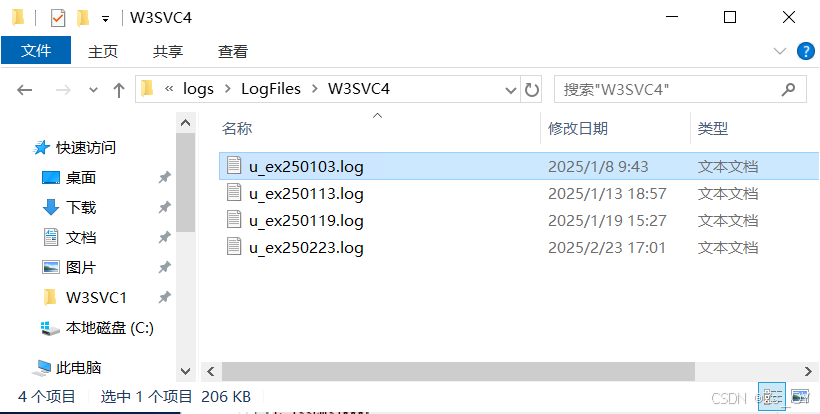 W3SVC4
文件 主页 共享 查看
« logs › LogFiles › W3SVC4 搜索"W3SVC4"
名称 修改日期 类型
快速访问
桌面
下载
文档
图片
W3SVC1
本地磁盘 (C:)
此电脑
u_ex250103.log 2025/1/8 9:43 文本文档
u_ex250113.log 2025/1/13 18:57 文本文档
u_ex250119.log 2025/1/19 15:27 文本文档
u_ex250223.log 2025/2/23 17:01 文本文档
4 个项目 选中 1 个项目 206 KB
CSDN